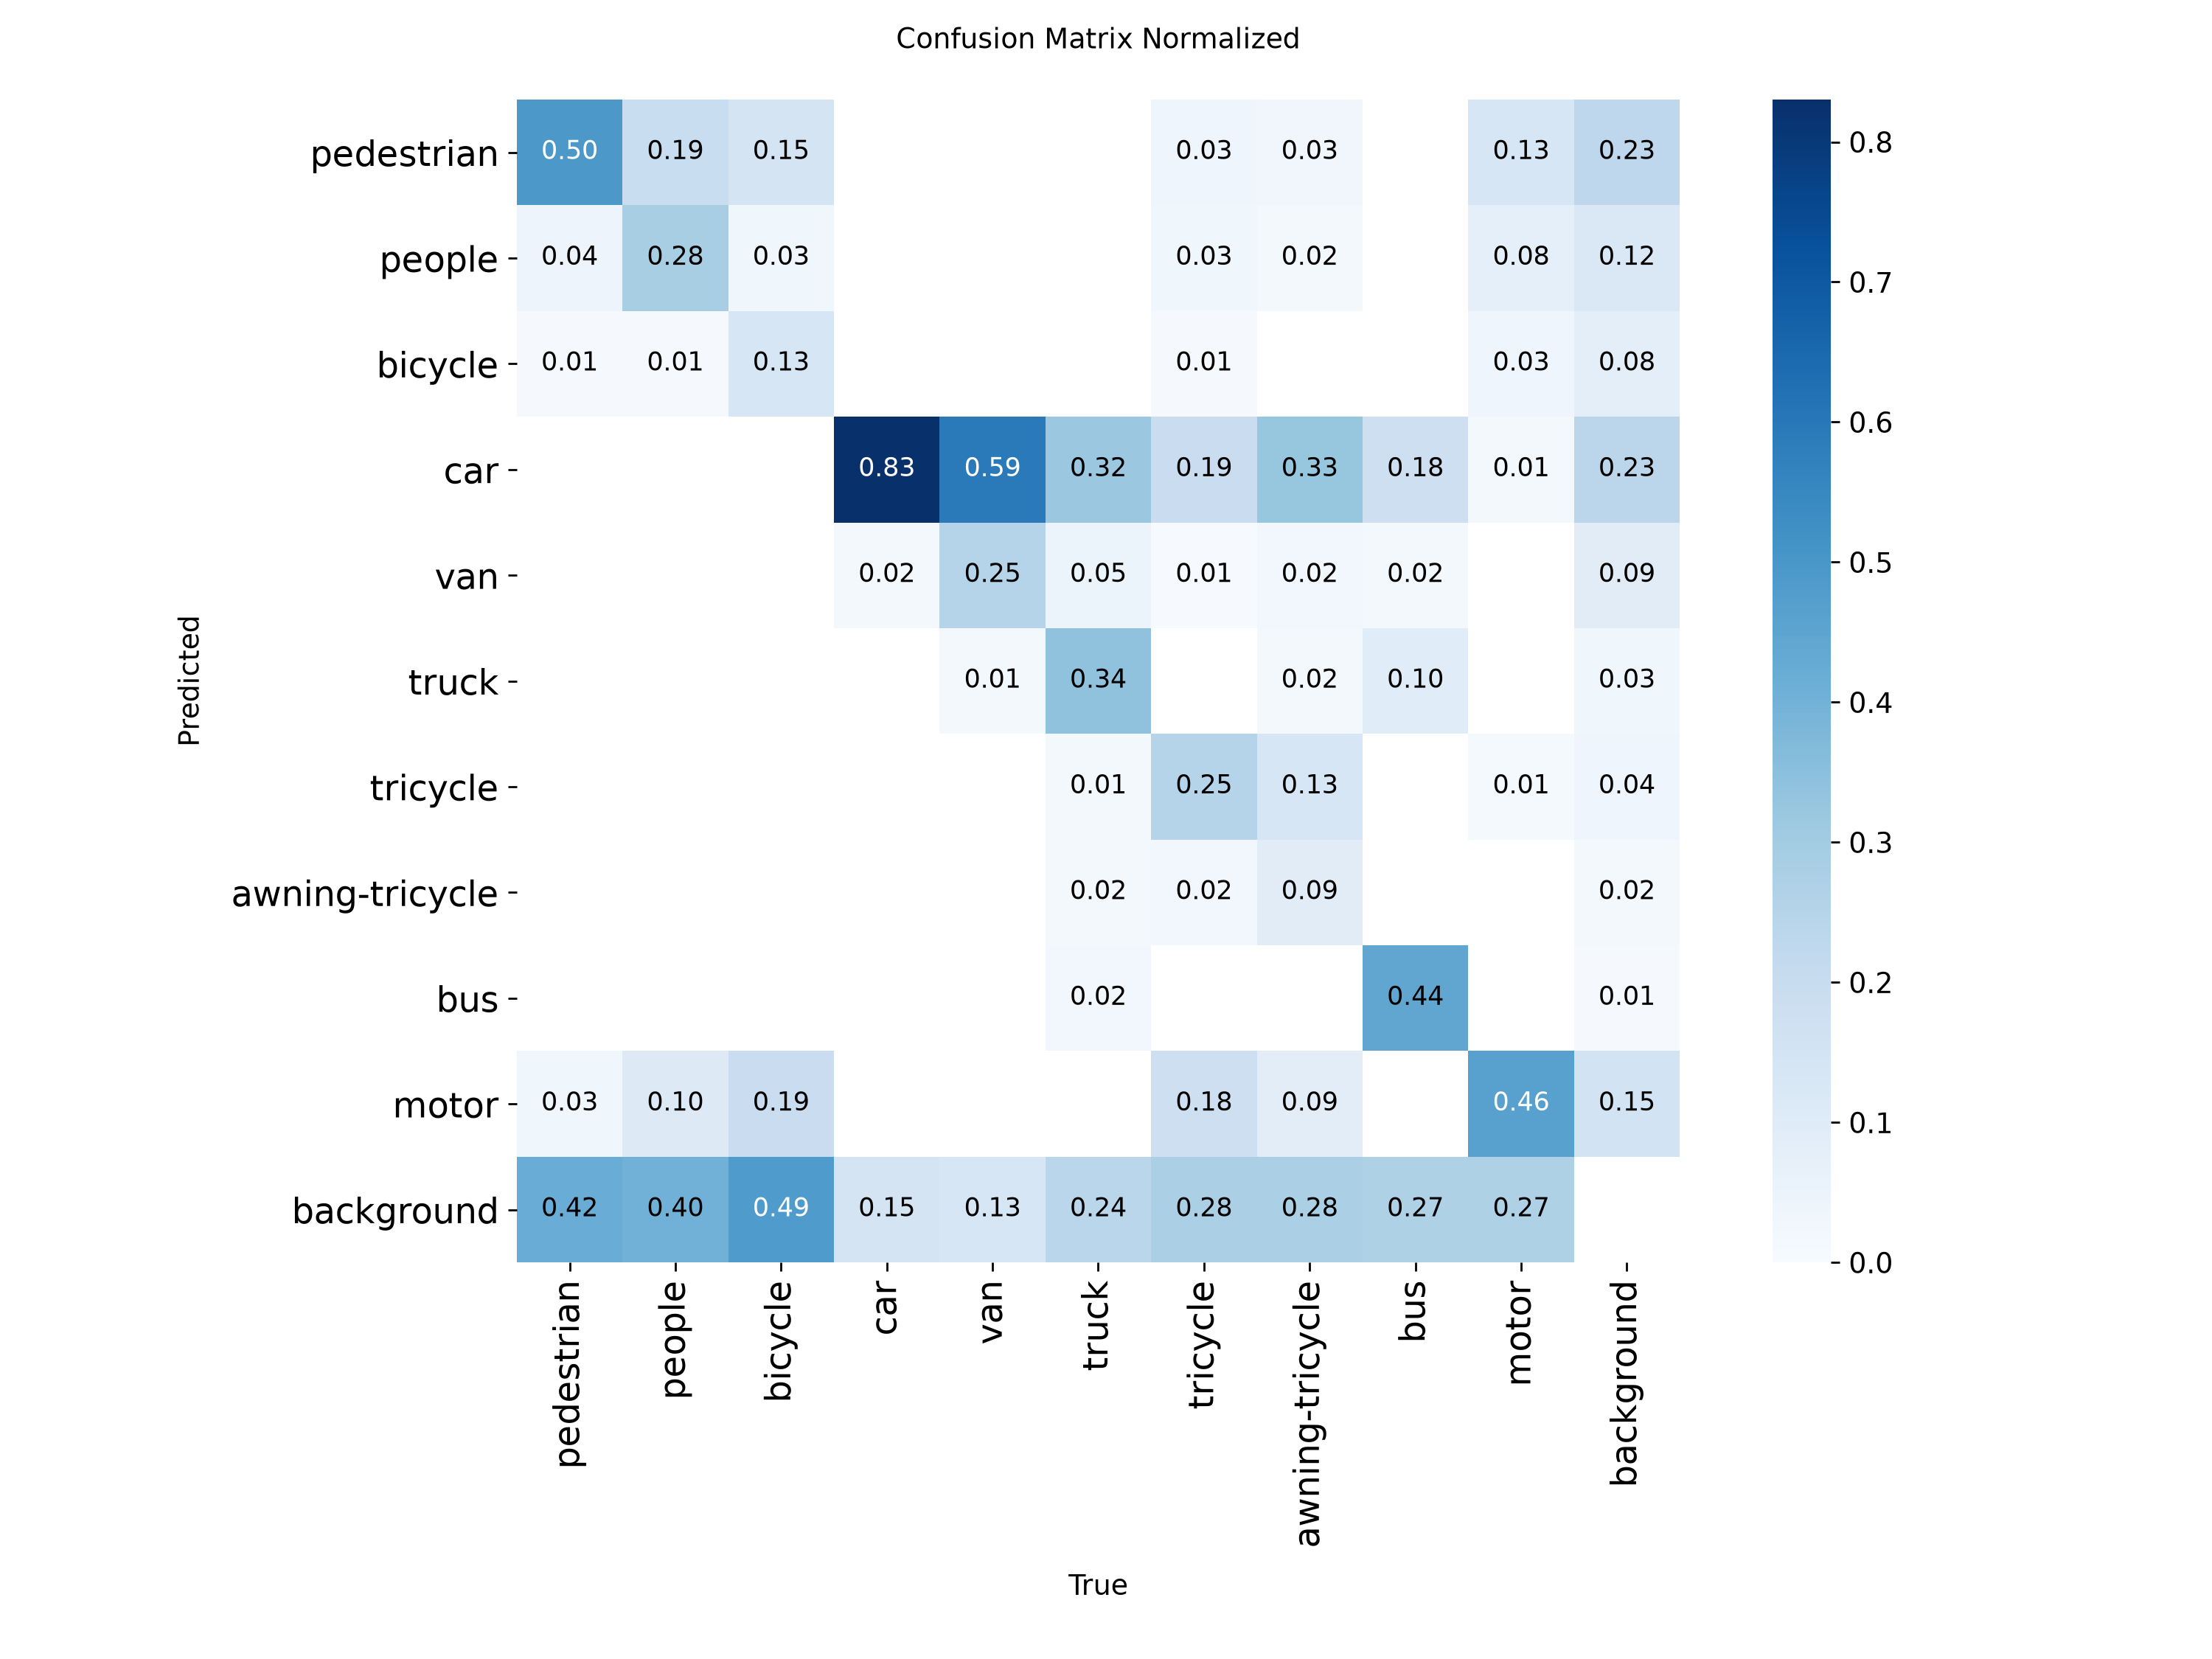 Confusion Matrix Normalized
pedestrian 0.50 0.19 0.15 0.03 0.03 0.13 0.23
people 0.04 0.28 0.03 0.03 0.02 0.08 0.12
bicycle 0.01 0.01 0.13 0.01 0.03 0.08
car 0.83 0.59 0.32 0.19 0.33 0.18 0.01 0.23
van 0.02 0.25 0.05 0.01 0.02 0.02 0.09
truck 0.01 0.34 0.02 0.10 0.03
tricycle 0.01 0.25 0.13 0.01 0.04
awning-tricycle 0.02 0.02 0.09 0.02
bus 0.02 0.44 0.01
motor 0.03 0.10 0.19 0.18 0.09 0.46 0.15
background 0.42 0.40 0.49 0.15 0.13 0.24 0.28 0.28 0.27 0.27
Predicted
pedestrian
people
bicycle
car
van
truck
tricycle
awning-tricycle
bus
motor
background
True
0.8
0.7
0.6
0.5
0.4
0.3
0.2
0.1
0.0